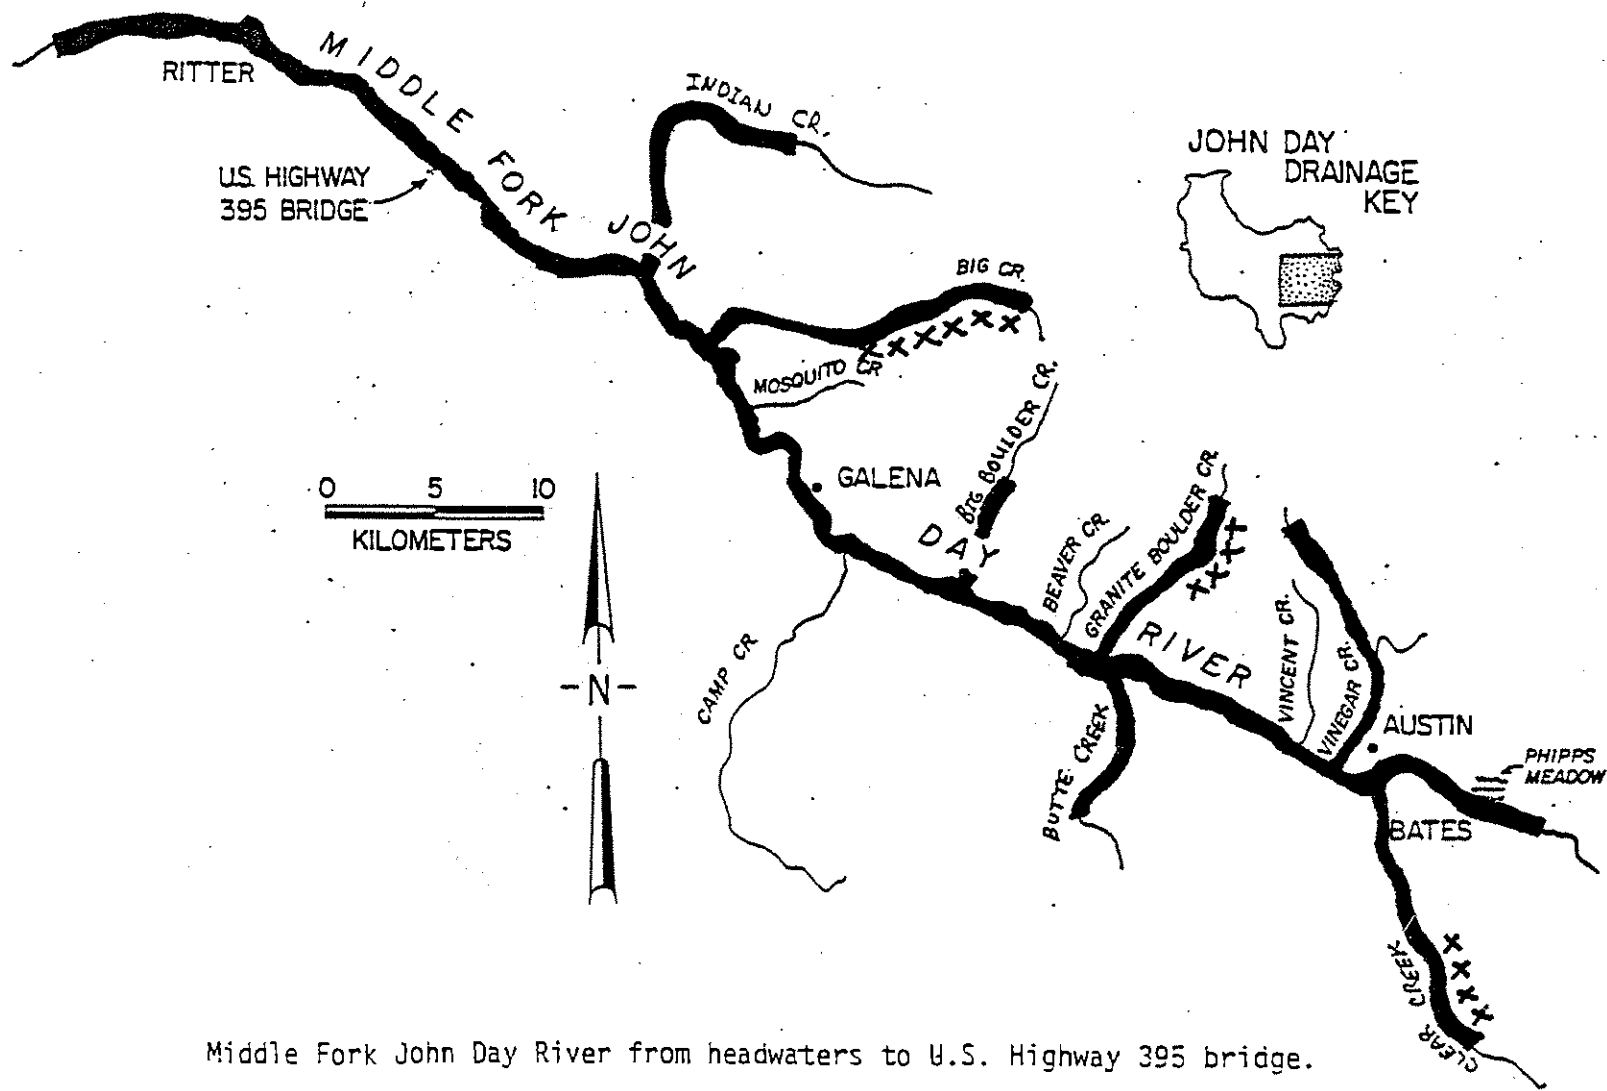 RITTER
MIDDLE FORK JOHN DAY RIVER
U.S. HIGHWAY
395 BRIDGE
INDIAN CR.
JOHN DAY
DRAINAGE
KEY
BIG CR.
XXXXXX
MOSQUITO CR
BIG BOULDER CR.
GALENA
0 5 10
KILOMETERS
BEAVER CR.
GRANITE BOULDER CR.
XXXX
VINCENT CR.
VINEGAR CR.
CAMP CR.
-N-
BUTTE CREEK
AUSTIN
PHIPPS
MEADOW
BATES
CLEAR CREEK
XXXX
Middle Fork John Day River from headwaters to U.S. Highway 395 bridge.